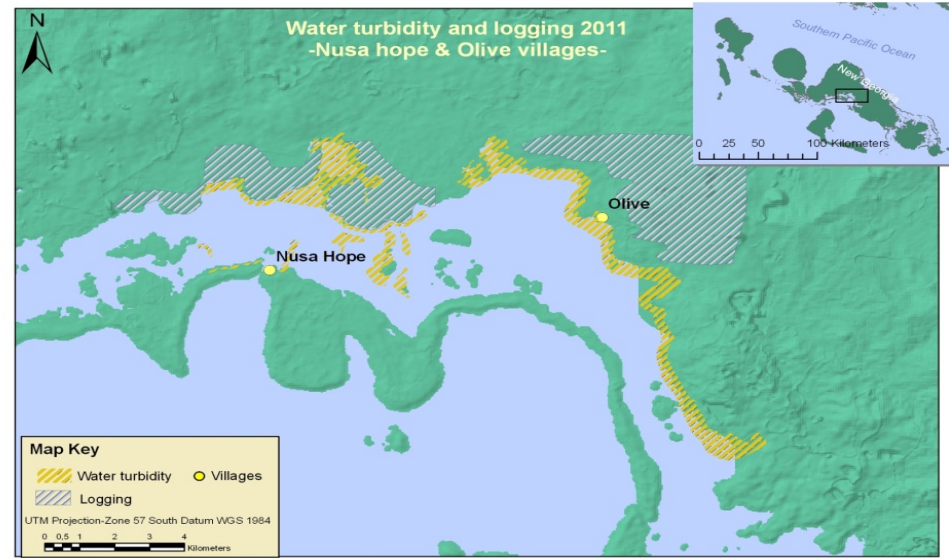 N
Water turbidity and logging 2011
-Nusa hope & Olive villages-
Southern Pacific Ocean
New Georgia
0 25 50 100 Kilometers
Olive
Nusa Hope
Map Key
Water turbidity
Villages
Logging
UTM Projection-Zone 57 South Datum WGS 1984
0 0,5 1 2 3 4
Kilometers